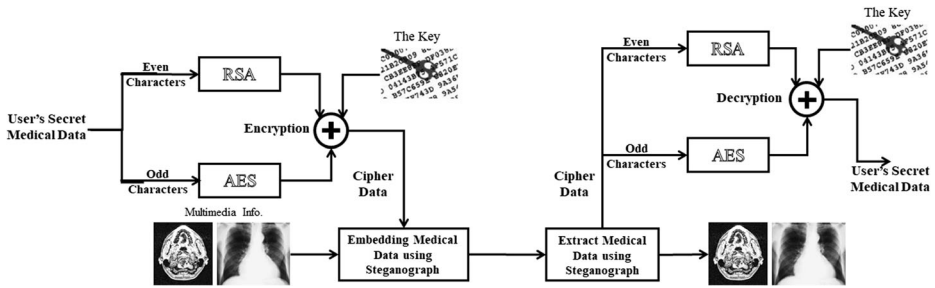 The Key
Even
Characters
RSA
User's Secret
Medical Data
Encryption
Odd
Characters
AES
Cipher
Data
Multimedia Info.
Embedding Medical
Data using
Steganograph
The Key
Even
Characters
RSA
Decryption
Odd
Characters
AES
Cipher
Data
User's Secret
Medical Data
Extract Medical
Data using
Steganograph